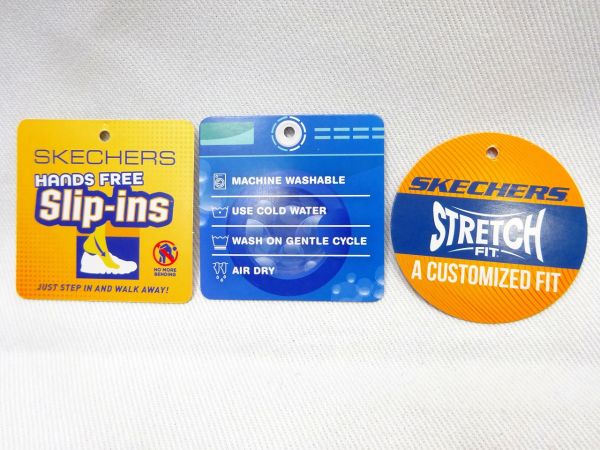 SKECHERS
HANDS FREE
Slip-ins
NO MORE
BENDING
JUST STEP IN AND WALK AWAY!
MACHINE WASHABLE
USE COLD WATER
WASH ON GENTLE CYCLE
AIR DRY
SKECHERS
STRETCH
FIT
A CUSTOMIZED FIT